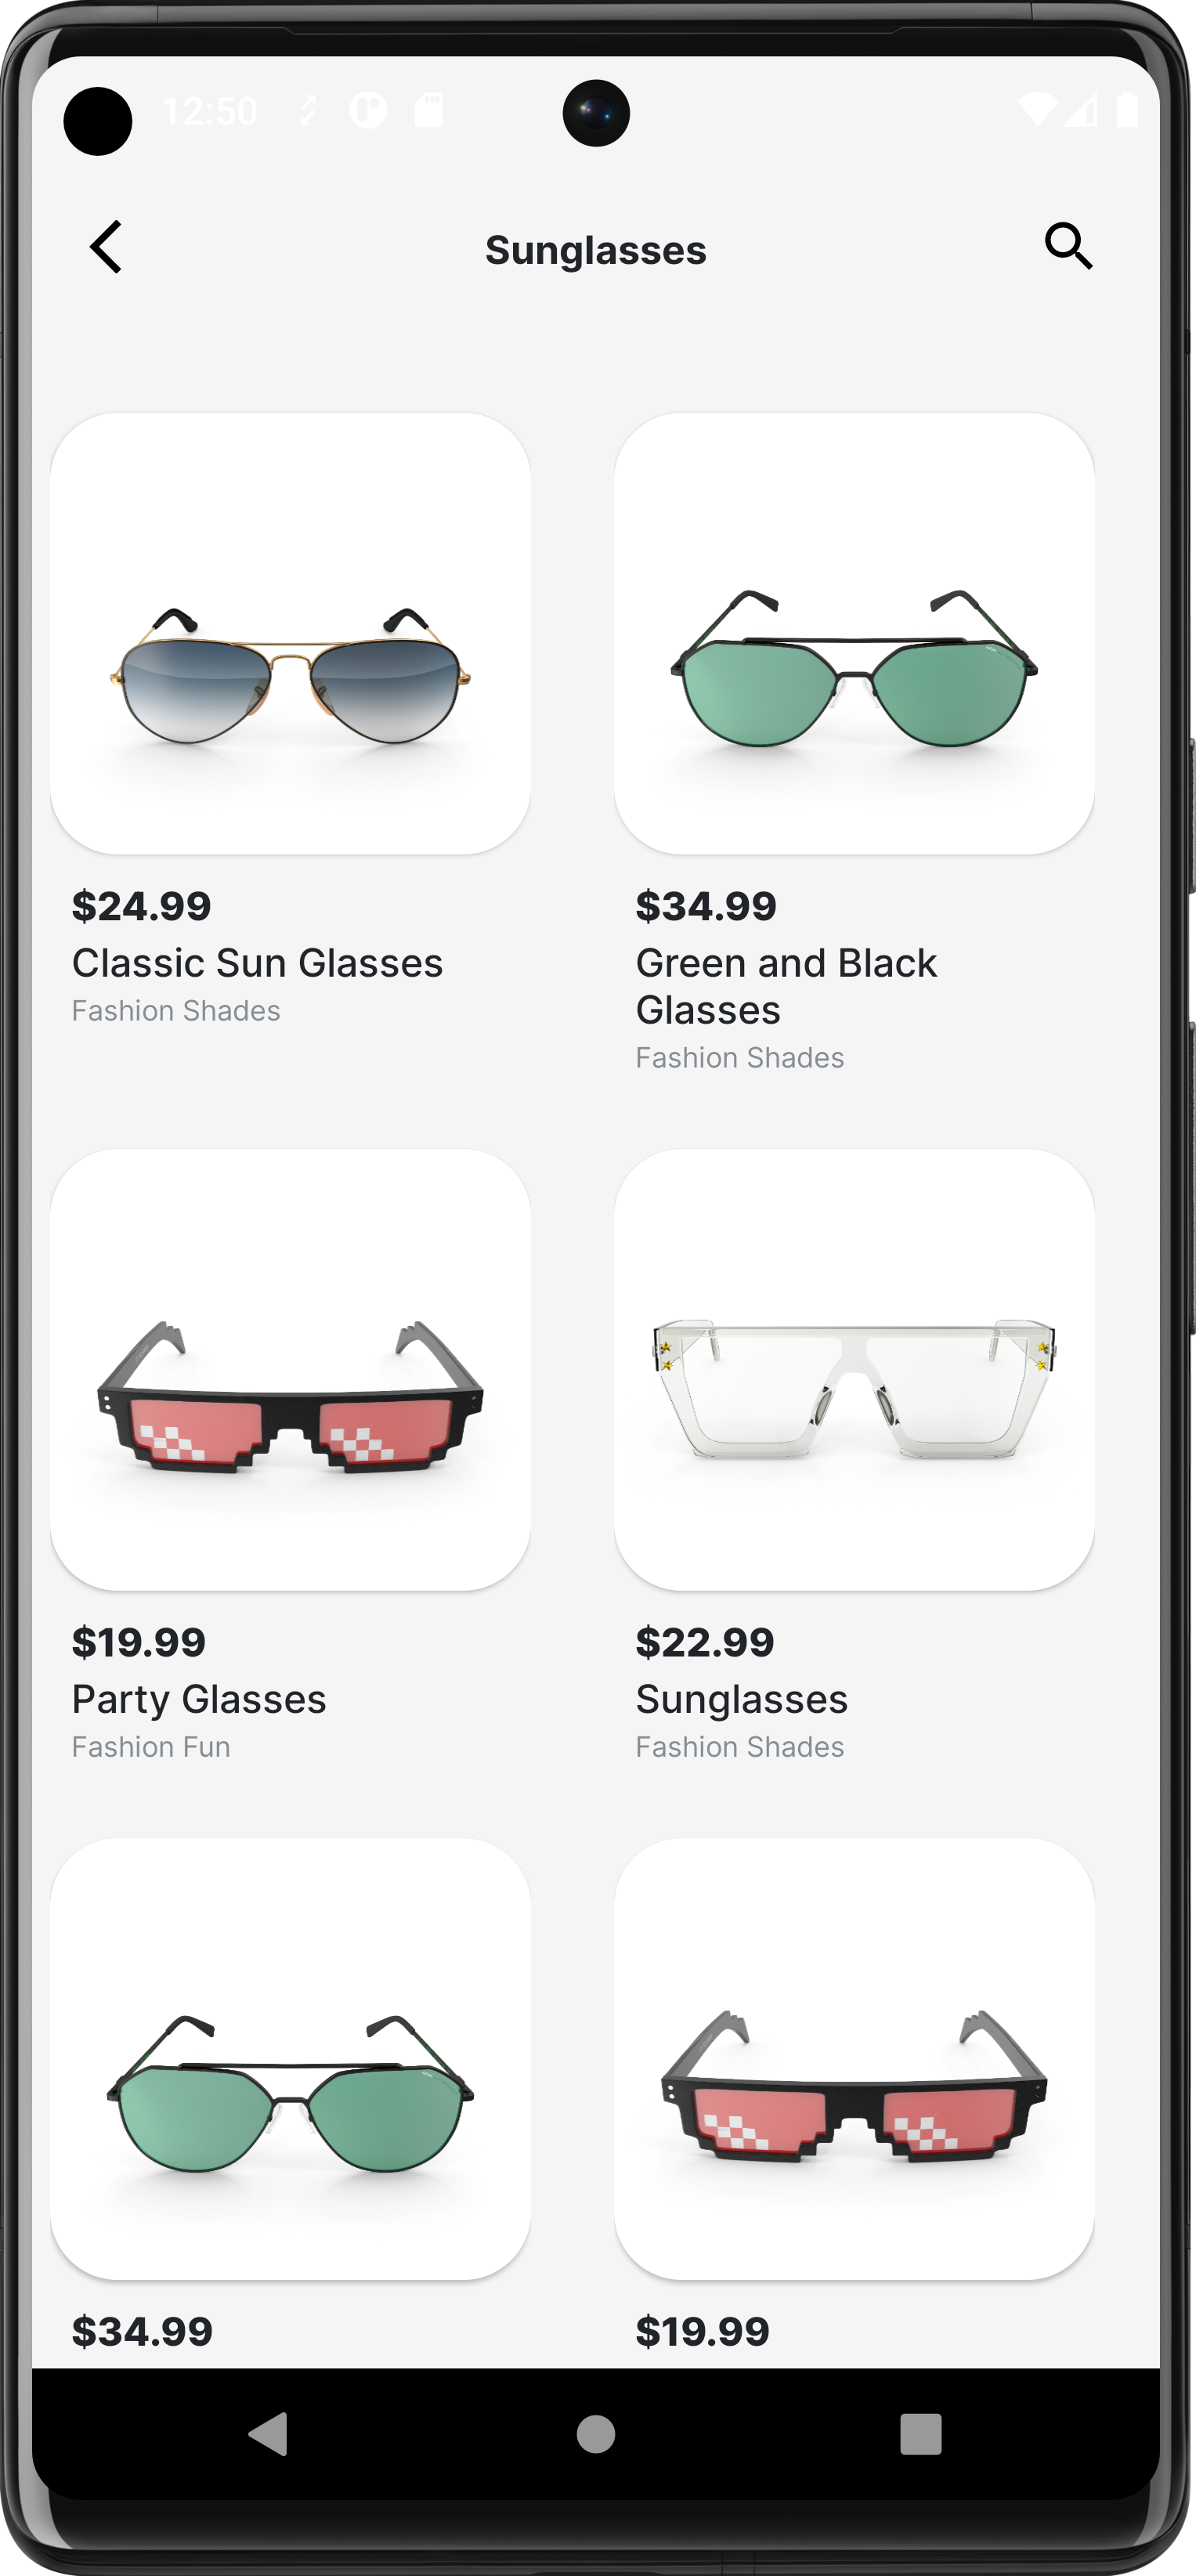 12:50
Sunglasses
$24.99
Classic Sun Glasses
Fashion Shades
$34.99
Green and Black
Glasses
Fashion Shades
$19.99
Party Glasses
Fashion Fun
$22.99
Sunglasses
Fashion Shades
$34.99
$19.99